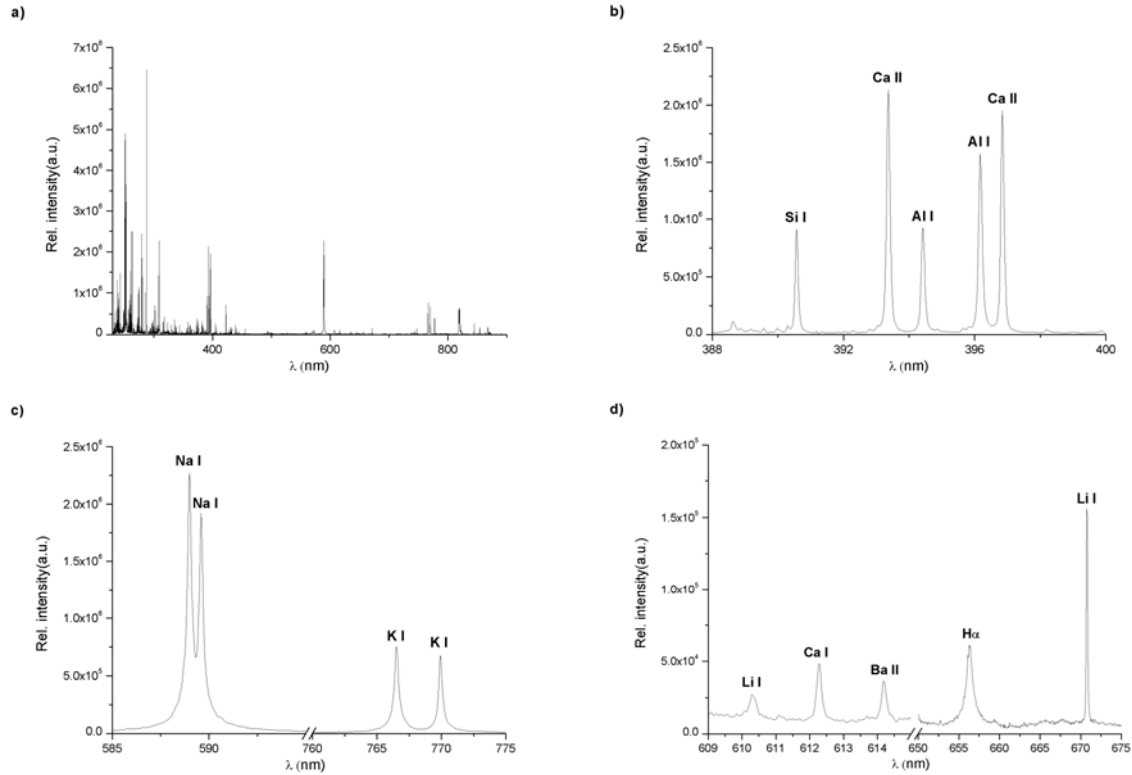 a)
7x10⁶
6x10⁶
5x10⁶
4x10⁶
3x10⁶
2x10⁶
1x10⁶
0
Rel. intensity(a.u.)
400
600
800
λ (nm)
b)
2.5x10⁶
2.0x10⁶
1.5x10⁶
1.0x10⁶
5.0x10⁵
0.0
Rel. intensity(a.u.)
Si I
Ca II
Al I
Al I
Ca II
388
392
396
400
λ (nm)
c)
2.5x10⁶
2.0x10⁶
1.5x10⁶
1.0x10⁶
5.0x10⁵
0.0
Rel. intensity(a.u.)
Na I
Na I
K I
K I
585
590
760
765
770
775
λ (nm)
d)
2.0x10⁵
1.5x10⁵
1.0x10⁵
5.0x10⁴
0.0
Rel. intensity(a.u.)
Li I
Ca I
Ba II
Hα
Li I
609
610
611
612
613
614
650
655
660
665
670
675
λ (nm)